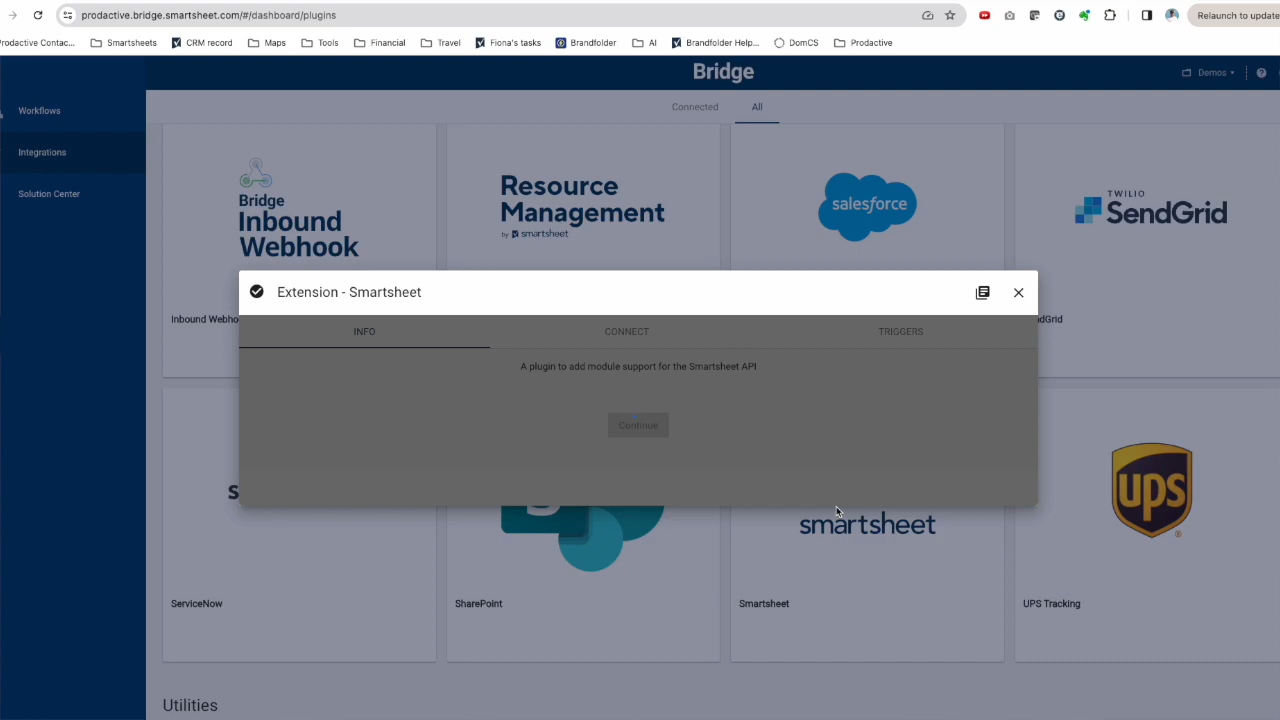 prodactive.bridge.smartsheet.com/#/dashboard/plugins
Relaunch to update
Prodactive Contac...
Smartsheets
CRM record
Maps
Tools
Financial
Travel
Fiona's tasks
Brandfolder
AI
Brandfolder Help...
DomCS
Prodactive
Bridge
Demos
Workflows
Integrations
Solution Center
Connected
All
Bridge
Inbound
Webhook
Resource
Management
by smartsheet
salesforce
TWILIO
SendGrid
Inbound Webho
dGrid
Extension - Smartsheet
INFO
CONNECT
TRIGGERS
A plugin to add module support for the Smartsheet API
Continue
s
S
smartsheet
ups
ServiceNow
SharePoint
Smartsheet
UPS Tracking
Utilities